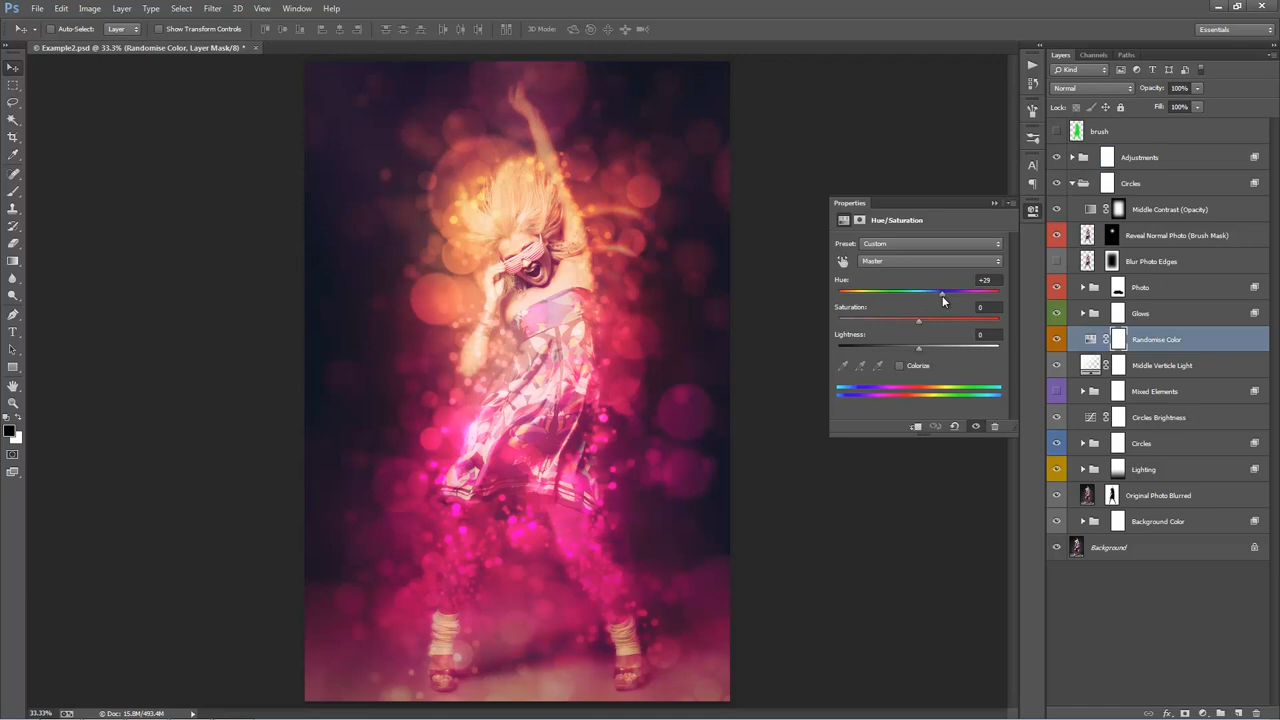 Ps File Edit Image Layer Type Select Filter 3D View Window Help
Auto-Select: Layer Show Transform Controls 3D Mode: Essentials
© Example2.psd @ 33.3% (Randomise Color, Layer Mask/8) * ×
Layers Channels Paths
Kind
Normal Opacity: 100%
Lock: Fill: 100%
brush
Adjustments
Circles
Middle Contrast (Opacity)
Reveal Normal Photo (Brush Mask)
Blur Photo Edges
Photo
Glows
Randomise Color
Middle Verticle Light
Mixed Elements
Circles Brightness
Circles
Lighting
Original Photo Blurred
Background Color
Background
Properties
Hue/Saturation
Preset: Custom
Master
Hue: +29
Saturation: 0
Lightness: 0
Colorize
33.33% © Doc: 15.8M/493.4M